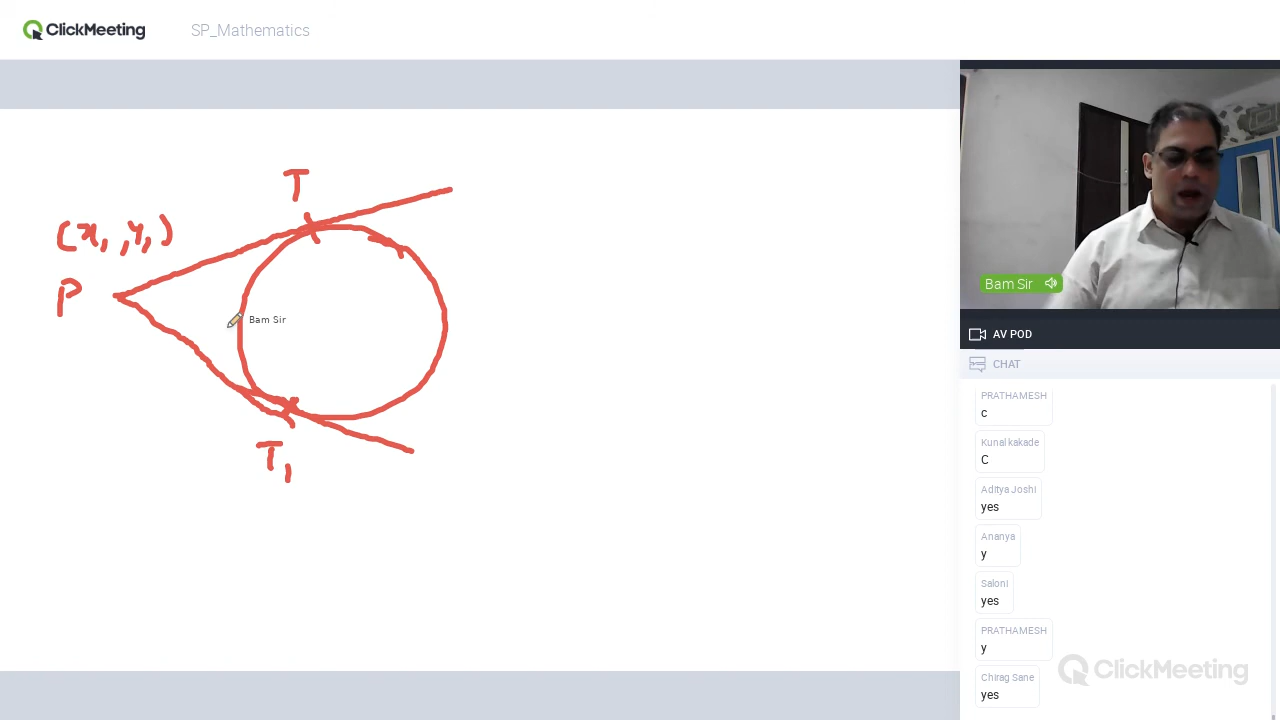 ClickMeeting
SP_Mathematics
T
(x₁, y₁)
P
Bam Sir
T₁
Bam Sir
AV POD
CHAT
PRATHAMESH
c
Kunal kakade
C
Aditya Joshi
yes
Ananya
y
Saloni
yes
PRATHAMESH
y
Chirag Sane
yes
ClickMeeting